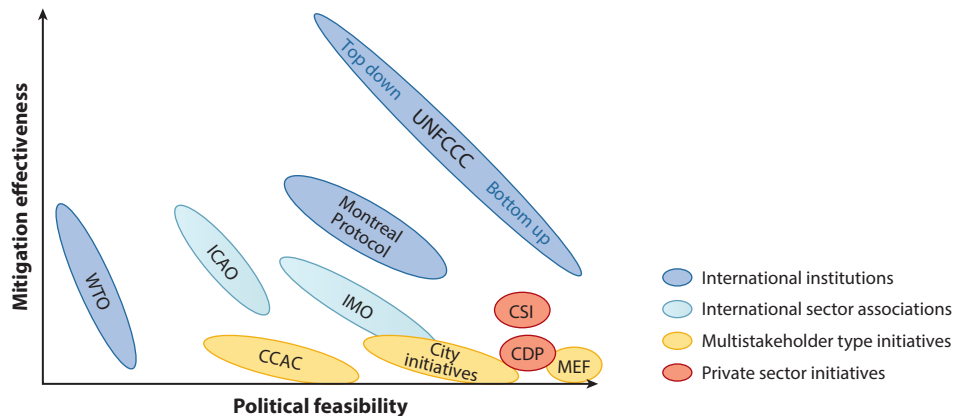 Mitigation effectiveness
Top down
UNFCCC
Bottom up
Montreal
Protocol
WTO
ICAO
IMO
CCAC
City
initiatives
CSI
CDP
MEF
Political feasibility
International institutions
International sector associations
Multistakeholder type initiatives
Private sector initiatives